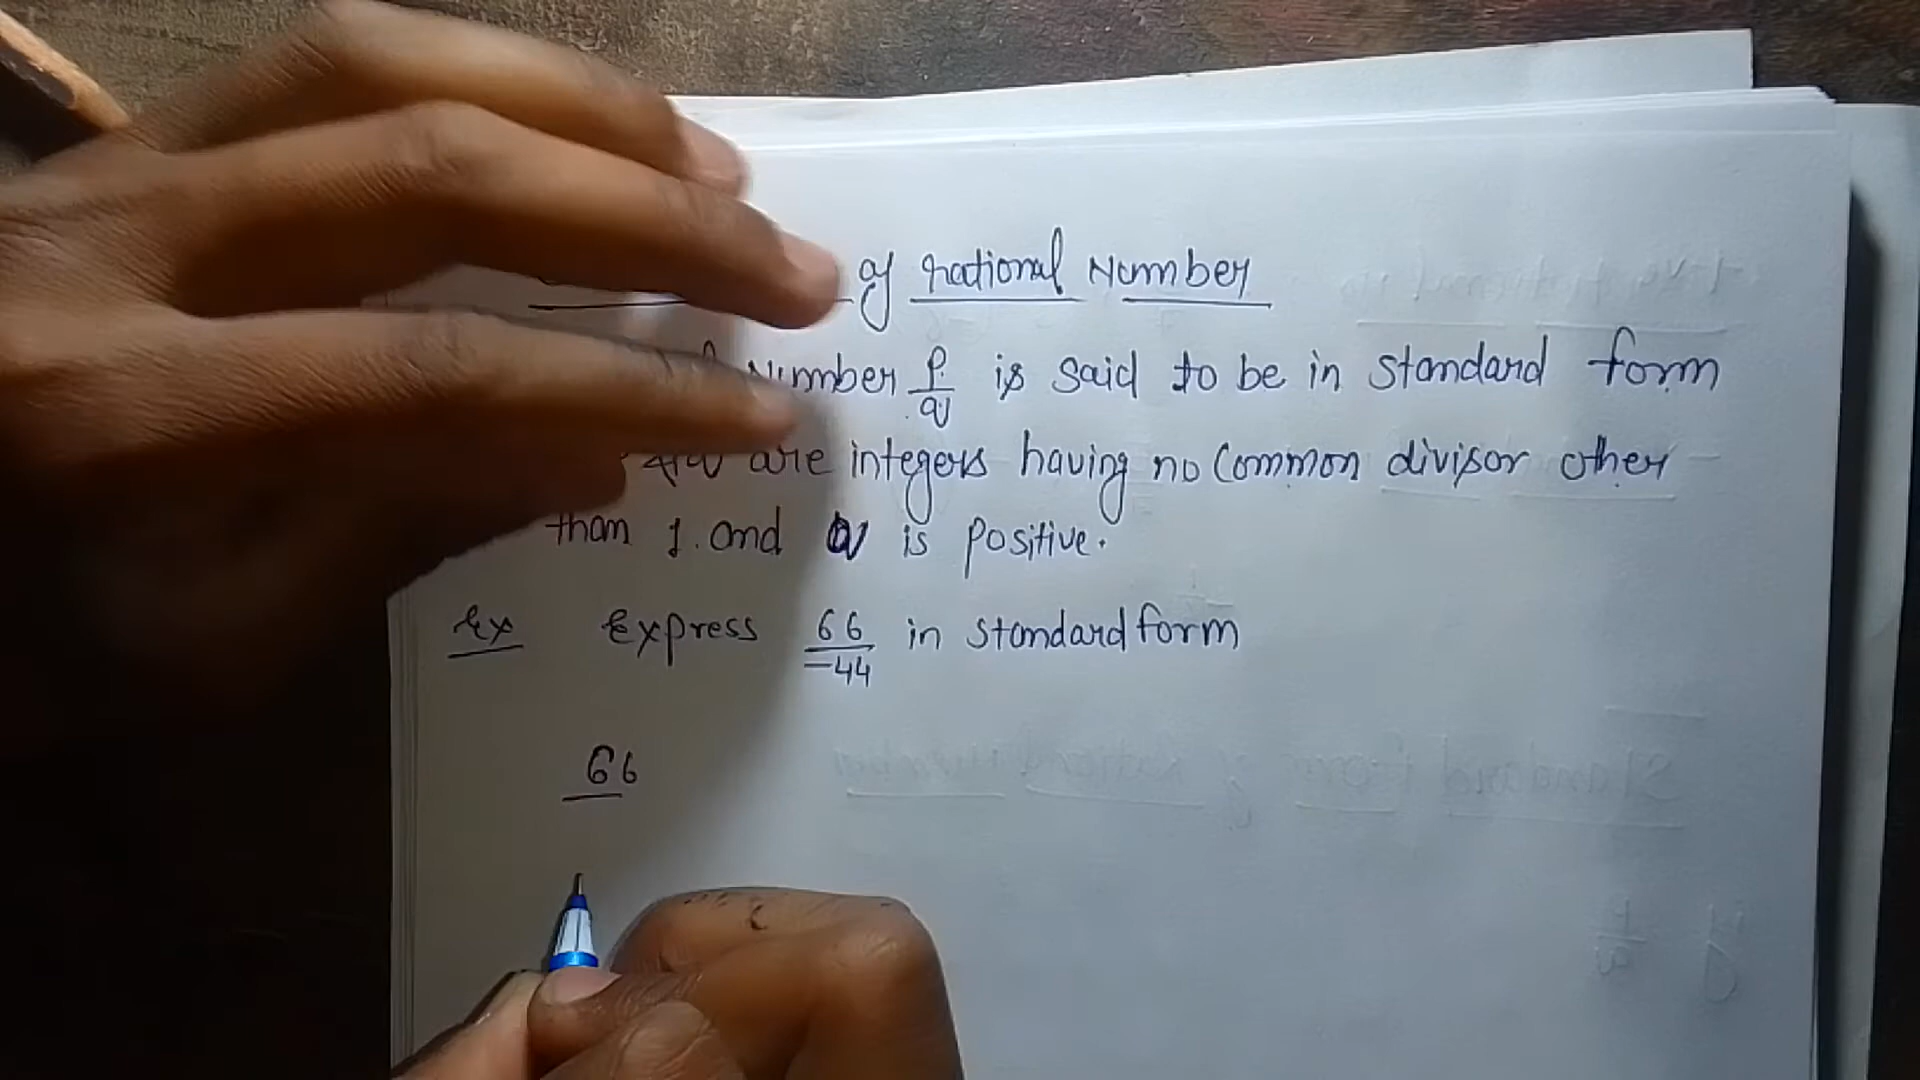 of rational Number
Number P/q is said to be in standard form
are integers having no Common divisor other
than 1. and q is positive.
Ex Express 66/-44 in standard form
66